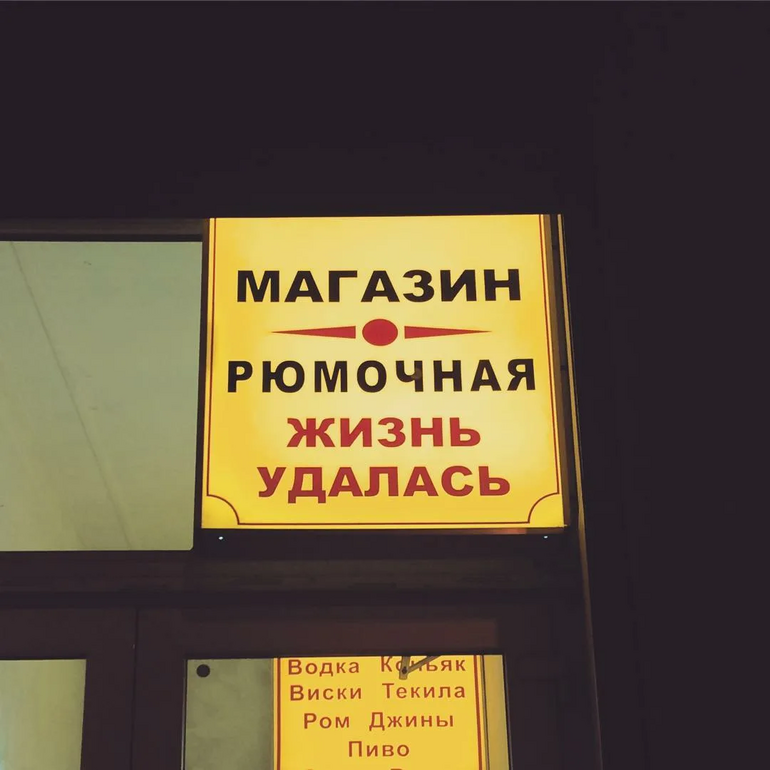 МАГАЗИН
РЮМОЧНАЯ
ЖИЗНЬ
УДАЛАСЬ
Водка Коньяк
Виски Текила
Ром Джины
Пиво